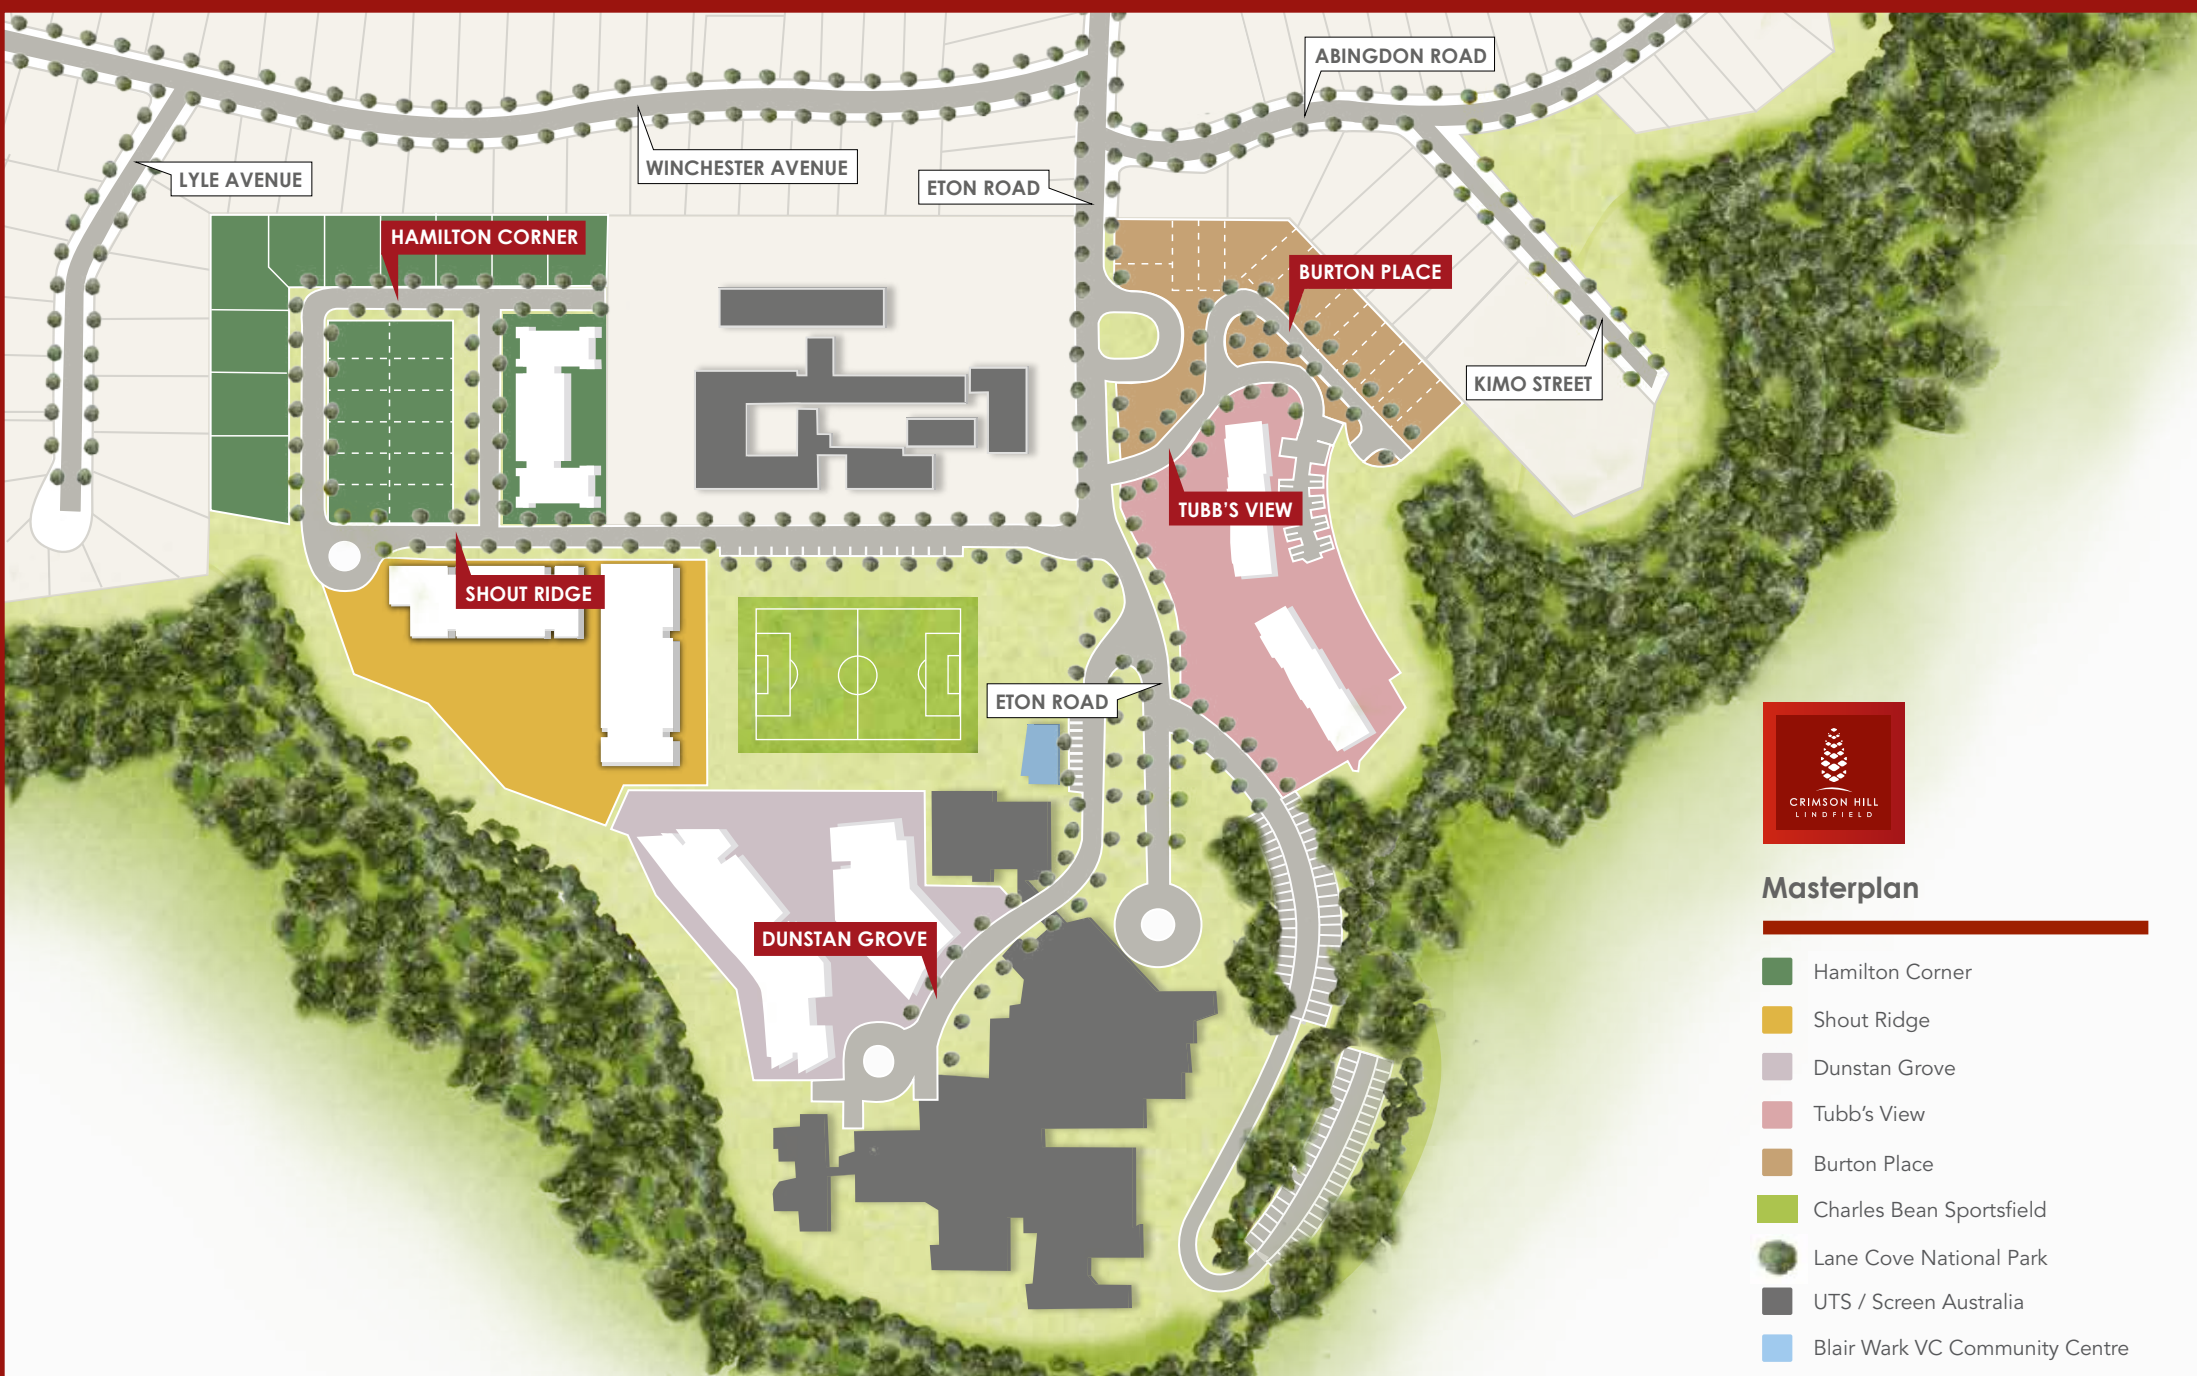 ABINGDON ROAD
WINCHESTER AVENUE
LYLE AVENUE
ETON ROAD
HAMILTON CORNER
BURTON PLACE
KIMO STREET
TUBB'S VIEW
SHOUT RIDGE
ETON ROAD
DUNSTAN GROVE
CRIMSON HILL
LINDFIELD
Masterplan
Hamilton Corner
Shout Ridge
Dunstan Grove
Tubb's View
Burton Place
Charles Bean Sportsfield
Lane Cove National Park
UTS / Screen Australia
Blair Wark VC Community Centre